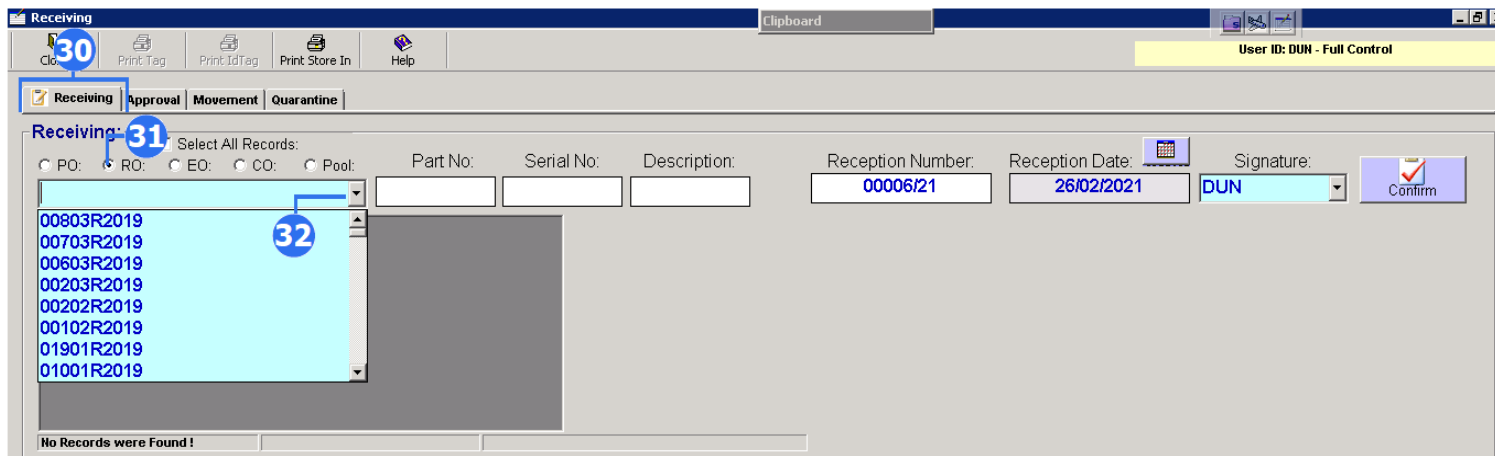 Receiving
Clipboard
30
Print Tag
Print IdTag
Print Store In
Help
User ID: DUN - Full Control
Receiving
Approval
Movement
Quarantine
Receiving:
31
Select All Records:
PO:
RO:
EO:
CO:
Pool:
Part No:
Serial No:
Description:
Reception Number:
Reception Date:
Signature:
00006/21
26/02/2021
DUN
Confirm
32
00803R2019
00703R2019
00603R2019
00203R2019
00202R2019
00102R2019
01901R2019
01001R2019
No Records were Found !